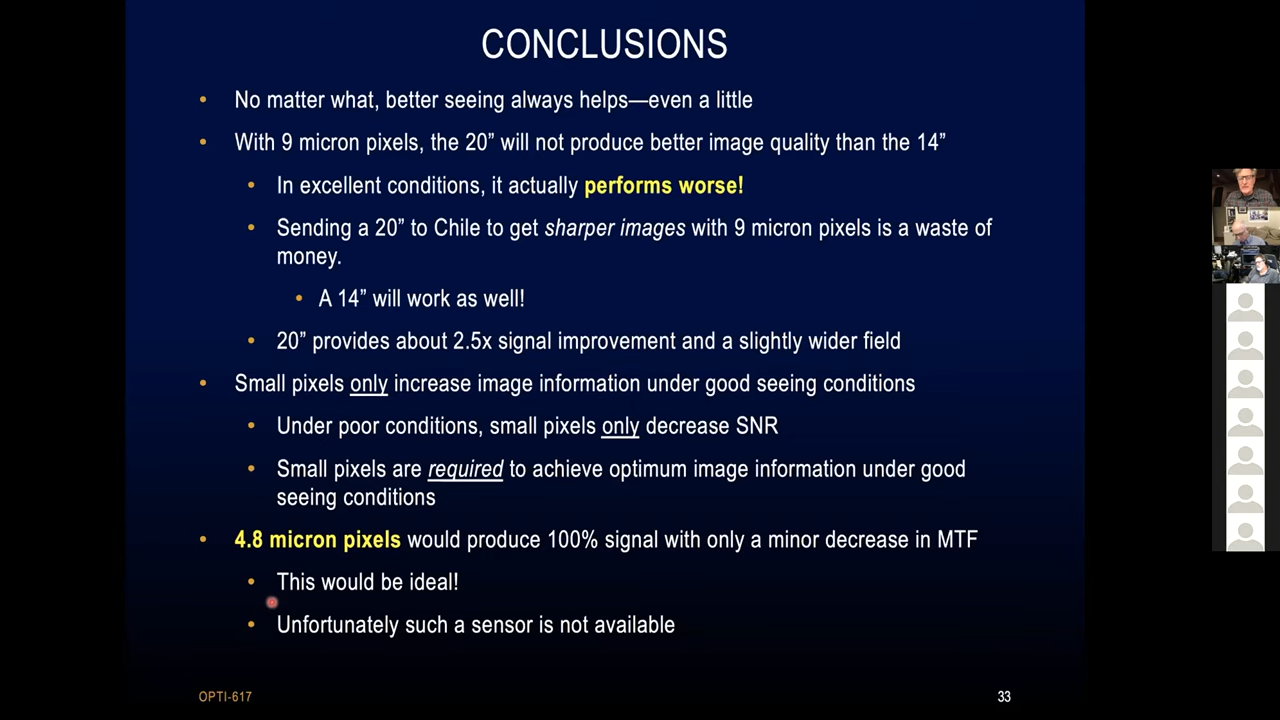 CONCLUSIONS
• No matter what, better seeing always helps—even a little
• With 9 micron pixels, the 20” will not produce better image quality than the 14”
• In excellent conditions, it actually performs worse!
• Sending a 20” to Chile to get sharper images with 9 micron pixels is a waste of
money.
• A 14” will work as well!
• 20” provides about 2.5x signal improvement and a slightly wider field
• Small pixels only increase image information under good seeing conditions
• Under poor conditions, small pixels only decrease SNR
• Small pixels are required to achieve optimum image information under good
seeing conditions
• 4.8 micron pixels would produce 100% signal with only a minor decrease in MTF
• This would be ideal!
• Unfortunately such a sensor is not available
OPTI-617
33